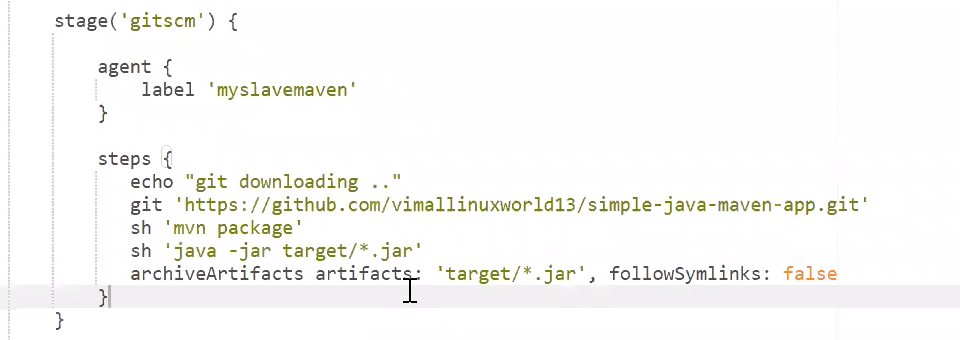 stage('gitscm') {
agent {
label 'myslavemaven'
}
steps {
echo "git downloading .."
git 'https://github.com/vimallinuxworld13/simple-java-maven-app.git'
sh 'mvn package'
sh 'java -jar target/*.jar'
archiveArtifacts artifacts: 'target/*.jar', followSymlinks: false
}
}